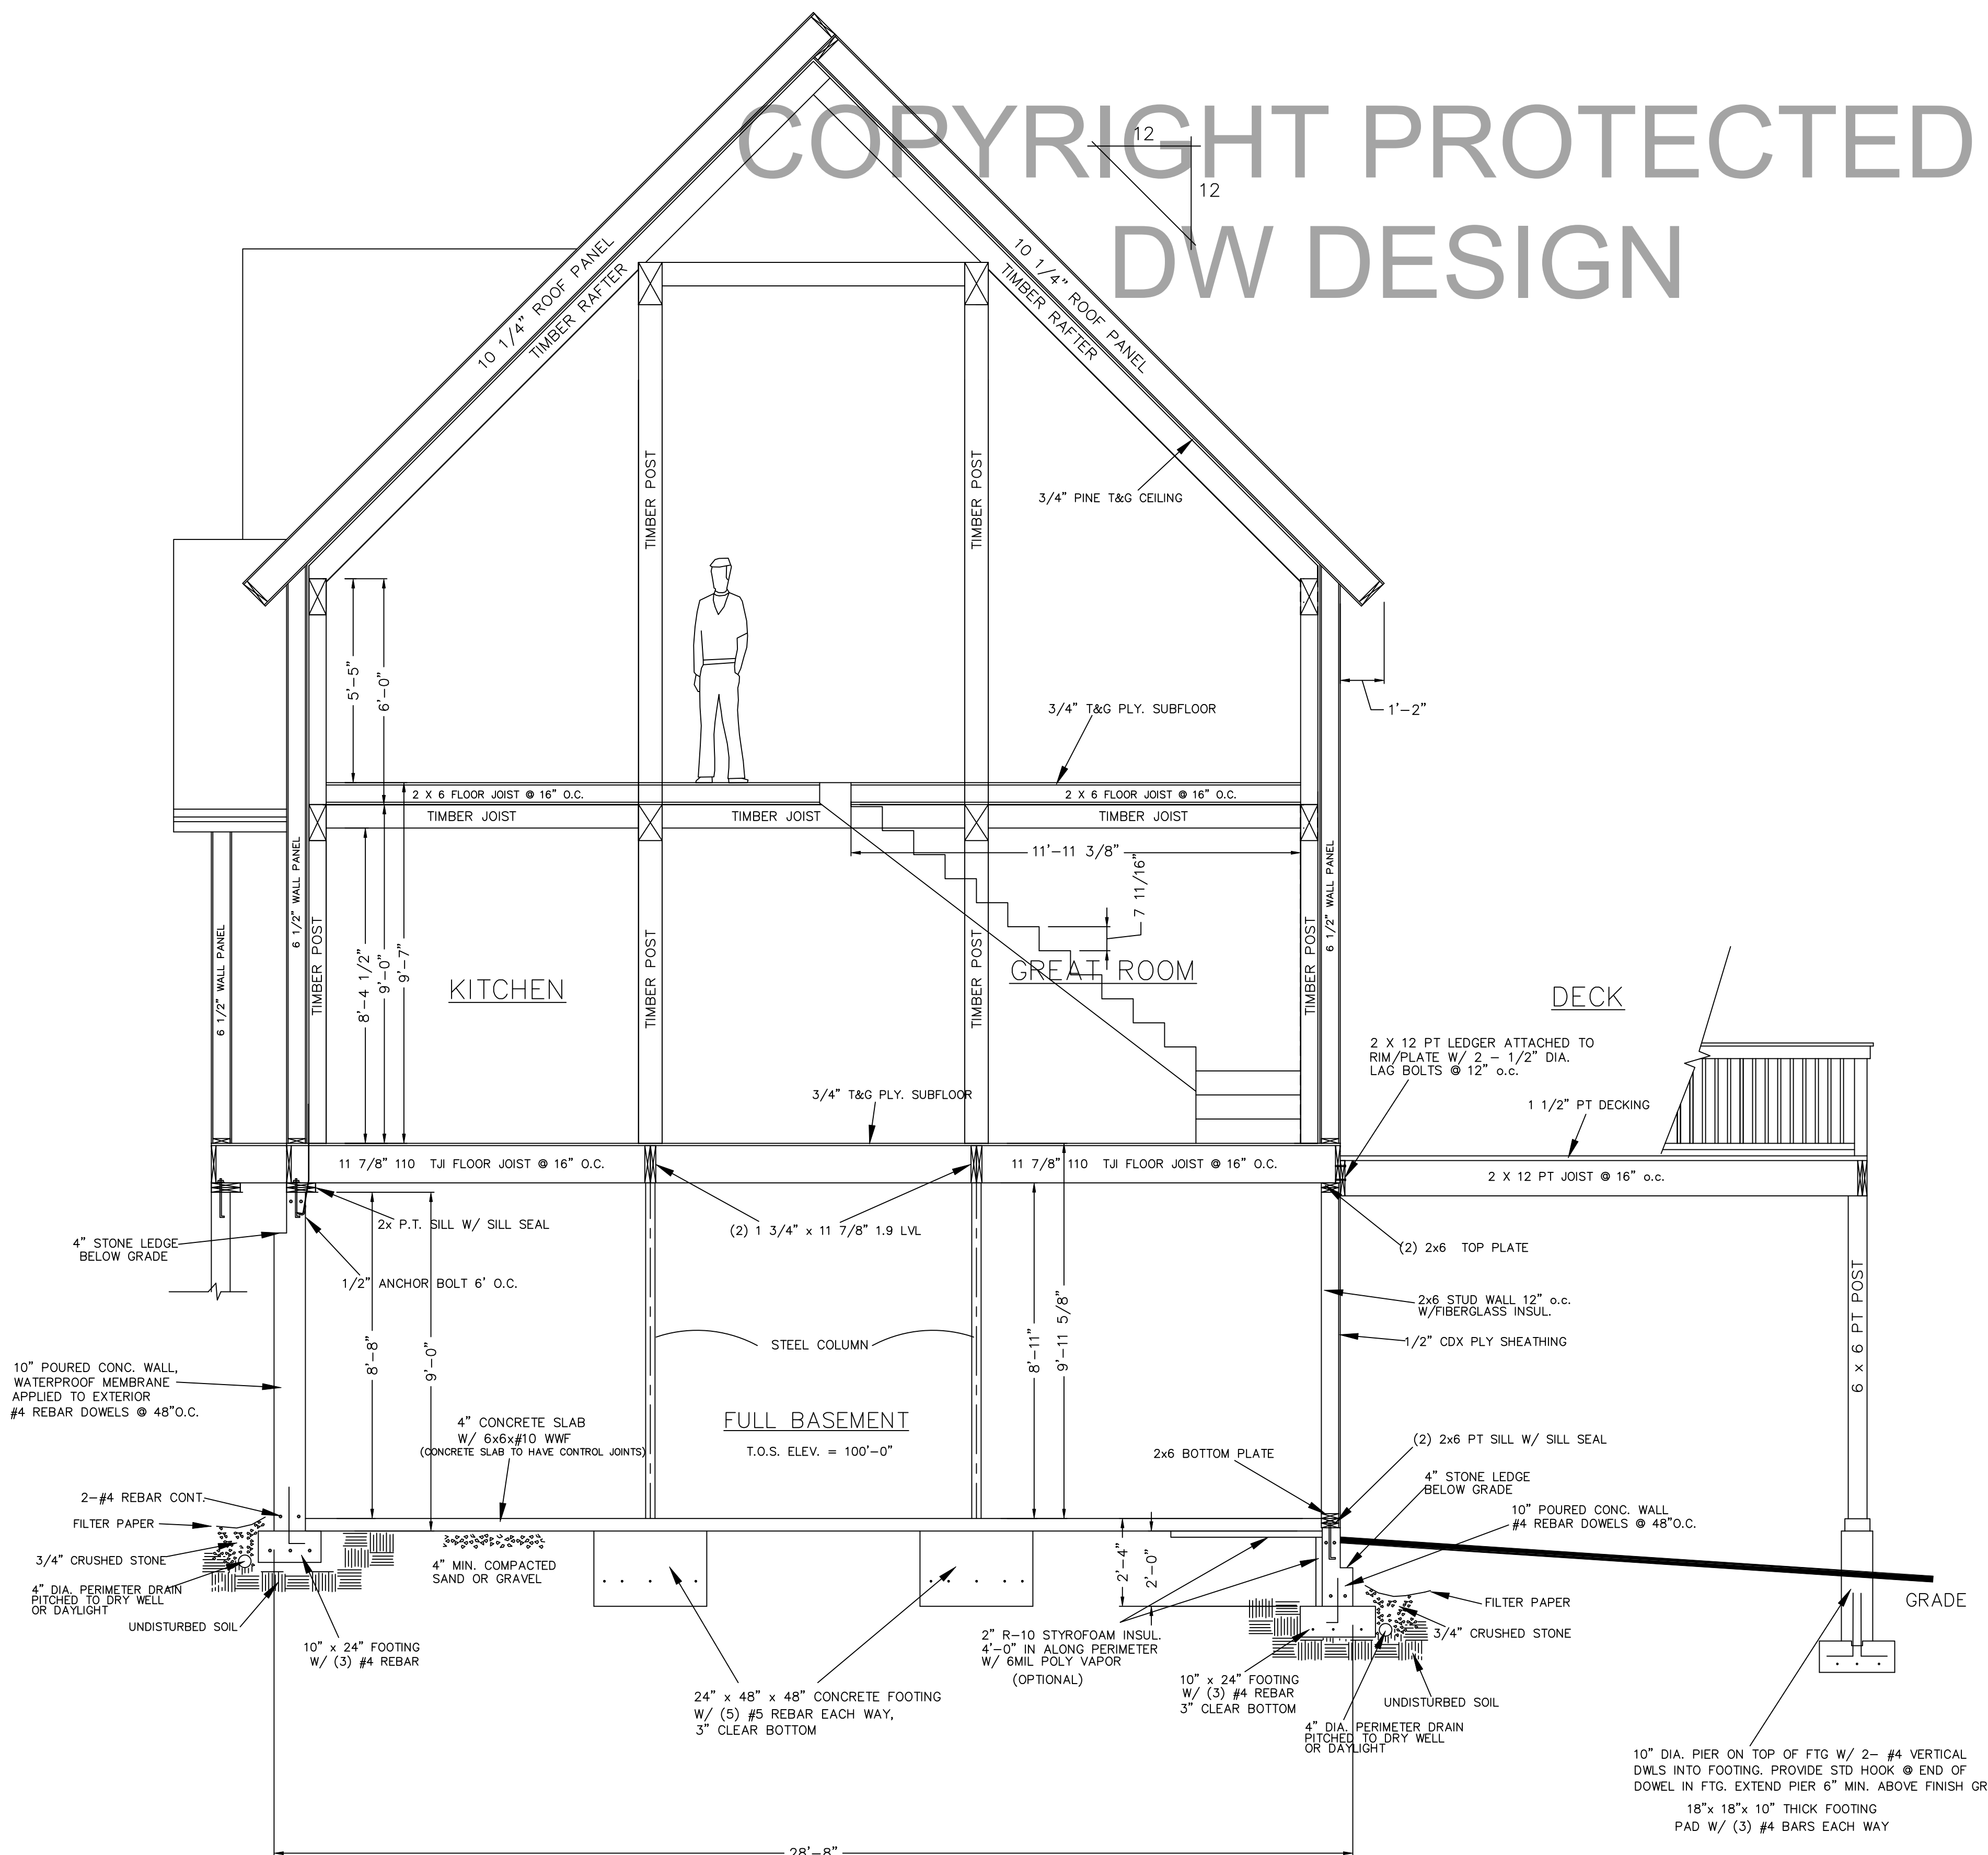 COPYRIGHT PROTECTED
DW DESIGN
12
12
10 1/4" ROOF PANEL
TIMBER RAFTER
10 1/4" ROOF PANEL
TIMBER RAFTER
TIMBER POST
TIMBER POST
3/4" PINE T&G CEILING
5'-5"
6'-0"
3/4" T&G PLY. SUBFLOOR
1'-2"
2 X 6 FLOOR JOIST @ 16" O.C.
2 X 6 FLOOR JOIST @ 16" O.C.
TIMBER JOIST
TIMBER JOIST
TIMBER JOIST
11'-11 3/8"
7 11/16"
6 1/2" WALL PANEL
6 1/2" WALL PANEL
TIMBER POST
8'-4 1/2"
9'-0"
9'-7"
KITCHEN
TIMBER POST
TIMBER POST
GREAT ROOM
TIMBER POST
6 1/2" WALL PANEL
DECK
2 X 12 PT LEDGER ATTACHED TO
RIM/PLATE W/ 2 - 1/2" DIA.
LAG BOLTS @ 12" o.c.
3/4" T&G PLY. SUBFLOOR
1 1/2" PT DECKING
11 7/8" 110 TJI FLOOR JOIST @ 16" O.C.
11 7/8" 110 TJI FLOOR JOIST @ 16" O.C.
2 X 12 PT JOIST @ 16" o.c.
2x P.T. SILL W/ SILL SEAL
(2) 1 3/4" x 11 7/8" 1.9 LVL
4" STONE LEDGE
BELOW GRADE
(2) 2x6 TOP PLATE
1/2" ANCHOR BOLT 6' O.C.
2x6 STUD WALL 12" o.c.
W/FIBERGLASS INSUL.
1/2" CDX PLY SHEATHING
6 x 6 PT POST
8'-8"
9'-0"
STEEL COLUMN
8'-11"
9'-11 5/8"
10" POURED CONC. WALL,
WATERPROOF MEMBRANE
APPLIED TO EXTERIOR
#4 REBAR DOWELS @ 48"O.C.
4" CONCRETE SLAB
W/ 6x6x#10 WWF
(CONCRETE SLAB TO HAVE CONTROL JOINTS)
FULL BASEMENT
T.O.S. ELEV. = 100'-0"
2x6 BOTTOM PLATE
(2) 2x6 PT SILL W/ SILL SEAL
4" STONE LEDGE
BELOW GRADE
10" POURED CONC. WALL
#4 REBAR DOWELS @ 48"O.C.
2-#4 REBAR CONT.
FILTER PAPER
3/4" CRUSHED STONE
4" DIA. PERIMETER DRAIN
PITCHED TO DRY WELL
OR DAYLIGHT
UNDISTURBED SOIL
4" MIN. COMPACTED
SAND OR GRAVEL
2'-4"
2'-0"
GRADE
FILTER PAPER
3/4" CRUSHED STONE
10" x 24" FOOTING
W/ (3) #4 REBAR
2" R-10 STYROFOAM INSUL.
4'-0" IN ALONG PERIMETER
W/ 6MIL POLY VAPOR
(OPTIONAL)
24" x 48" x 48" CONCRETE FOOTING
W/ (5) #5 REBAR EACH WAY,
3" CLEAR BOTTOM
10" x 24" FOOTING
W/ (3) #4 REBAR
3" CLEAR BOTTOM
UNDISTURBED SOIL
4" DIA. PERIMETER DRAIN
PITCHED TO DRY WELL
OR DAYLIGHT
10" DIA. PIER ON TOP OF FTG W/ 2- #4 VERTICAL
DWLS INTO FOOTING. PROVIDE STD HOOK @ END OF
DOWEL IN FTG. EXTEND PIER 6" MIN. ABOVE FINISH GR
18"x 18"x 10" THICK FOOTING
PAD W/ (3) #4 BARS EACH WAY
28'-8"